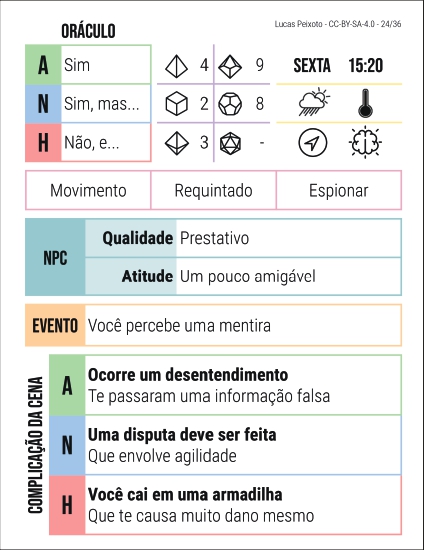 Lucas Peixoto - CC-BY-SA-4.0 - 24/36
ORÁCULO
A Sim
N Sim, mas...
H Não, e...
4 9
2 8
3 -
SEXTA 15:20
Movimento Requintado Espionar
NPC
Qualidade Prestativo
Atitude Um pouco amigável
EVENTO Você percebe uma mentira
COMPLICAÇÃO DA CENA
A
Ocorre um desentendimento
Te passaram uma informação falsa
N
Uma disputa deve ser feita
Que envolve agilidade
H
Você cai em uma armadilha
Que te causa muito dano mesmo